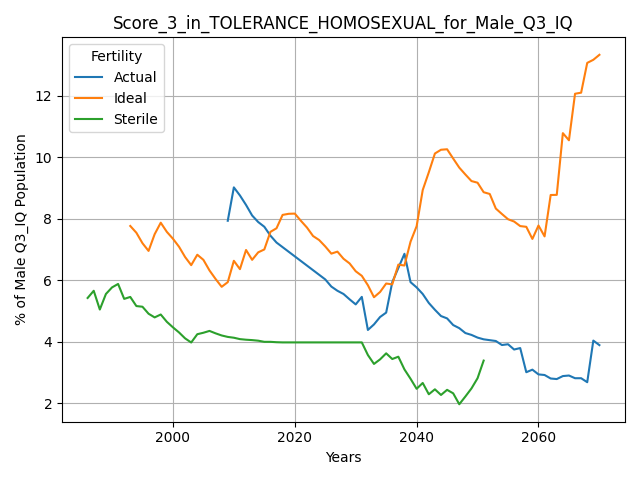 Score_3_in_TOLERANCE_HOMOSEXUAL_for_Male_Q3_IQ
Fertility
Actual
Ideal
Sterile
% of Male Q3_IQ Population
12
10
8
6
4
2
2000
2020
2040
2060
Years